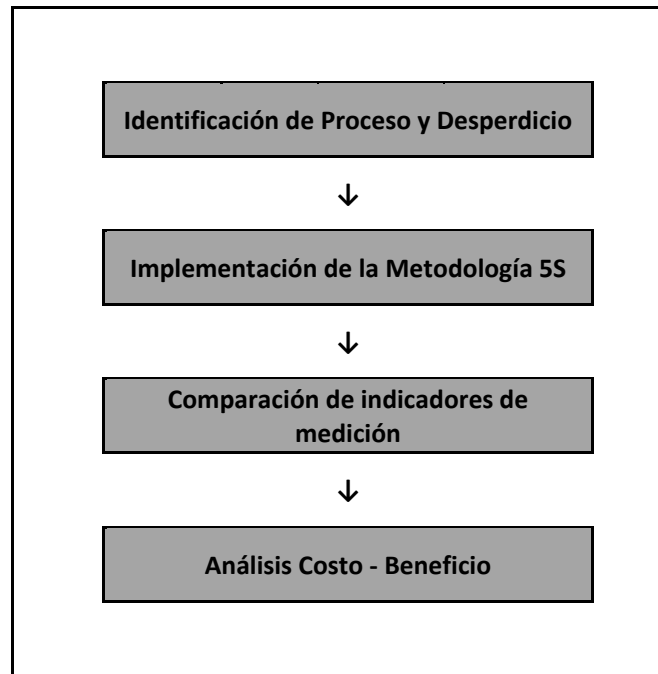 Identificación de Proceso y Desperdicio
↓
Implementación de la Metodología 5S
↓
Comparación de indicadores de
medición
↓
Análisis Costo - Beneficio